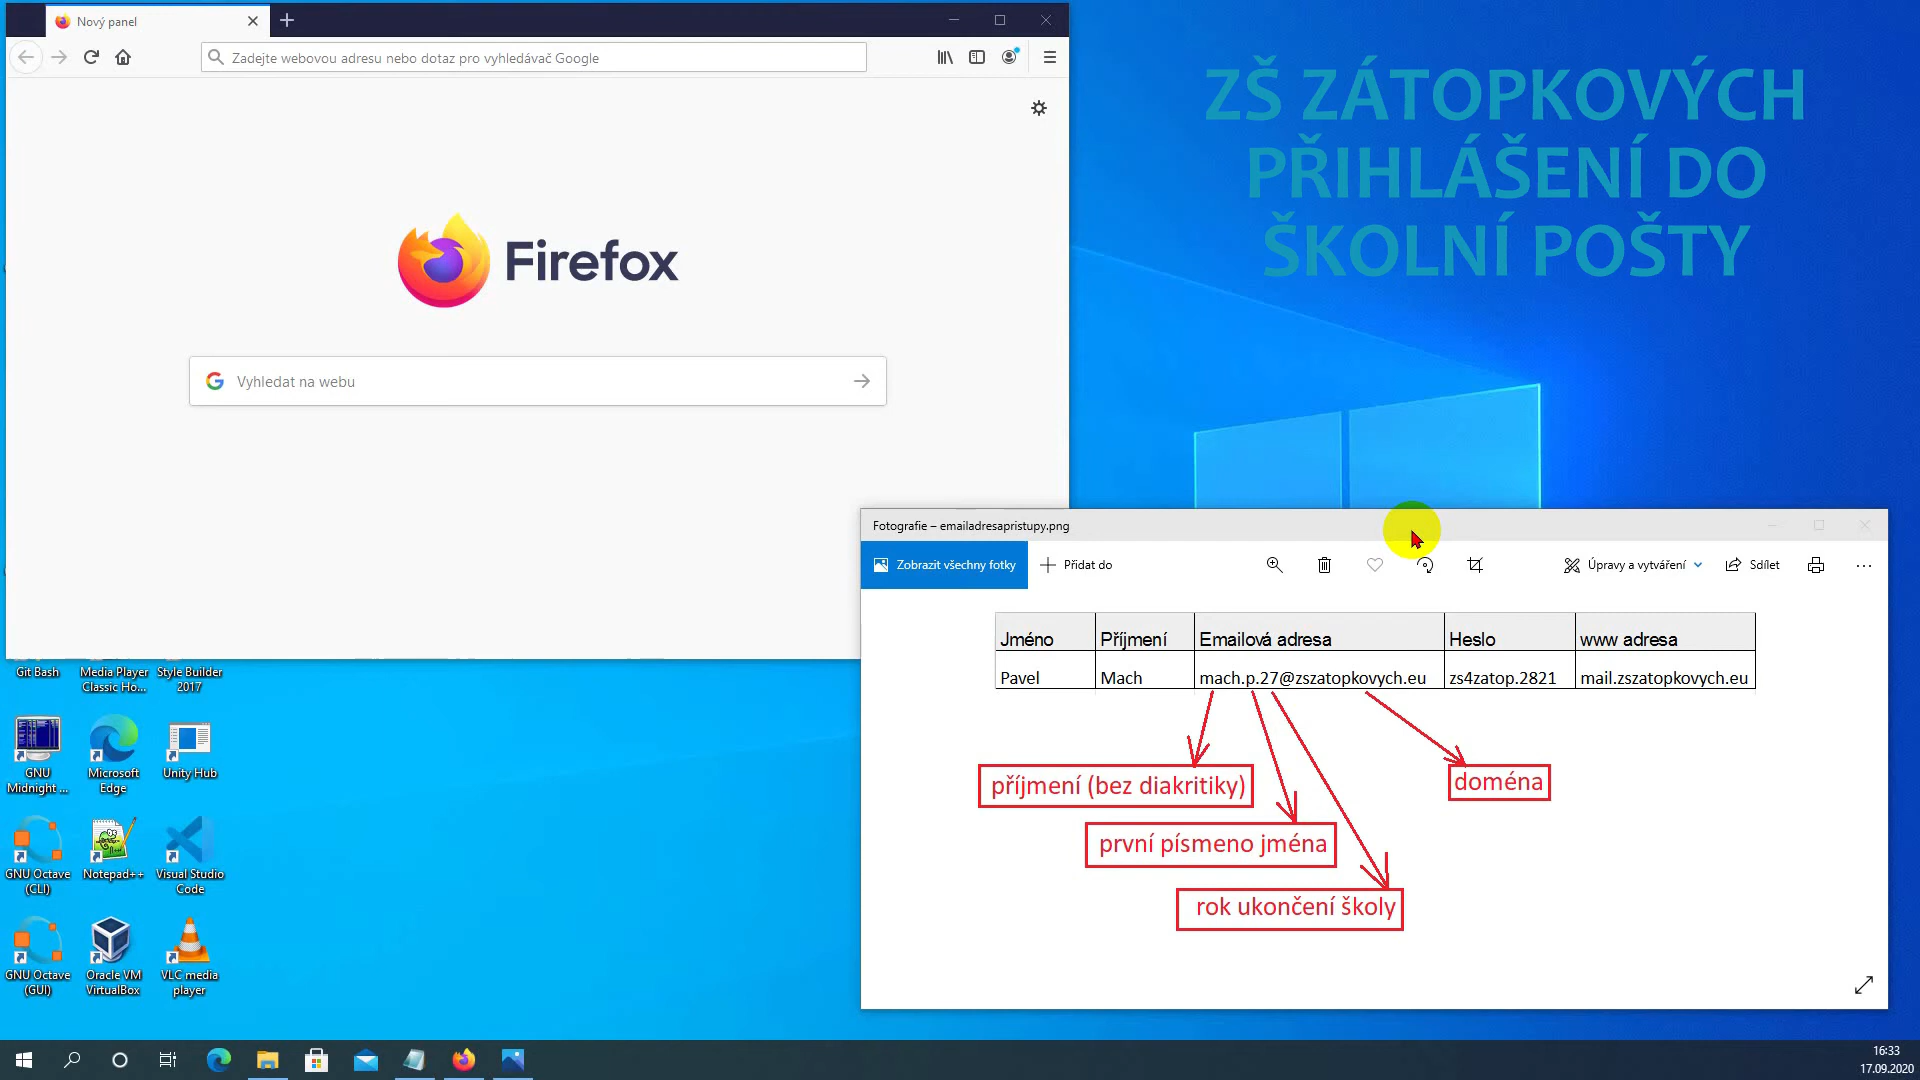 Nový panel
Zadejte webovou adresu nebo dotaz pro vyhledávač Google
Firefox
Vyhledat na webu
ZŠ ZÁTOPKOVÝCH
PŘIHLÁŠENÍ DO
ŠKOLNÍ POŠTY
Fotografie – emailadresapristupy.png
Zobrazit všechny fotky
Přidat do
Úpravy a vytváření
Sdílet
Jméno Příjmení Emailová adresa Heslo www adresa
Pavel Mach mach.p.27@zszatopkovych.eu zs4zatop.2821 mail.zszatopkovych.eu
příjmení (bez diakritiky)
doména
první písmeno jména
rok ukončení školy
Git Bash
Media Player
Classic Ho...
Style Builder
2017
GNU
Midnight ...
Microsoft
Edge
Unity Hub
GNU Octave
(CLI)
Notepad++
Visual Studio
Code
GNU Octave
(GUI)
Oracle VM
VirtualBox
VLC media
player
16:33
17.09.2020